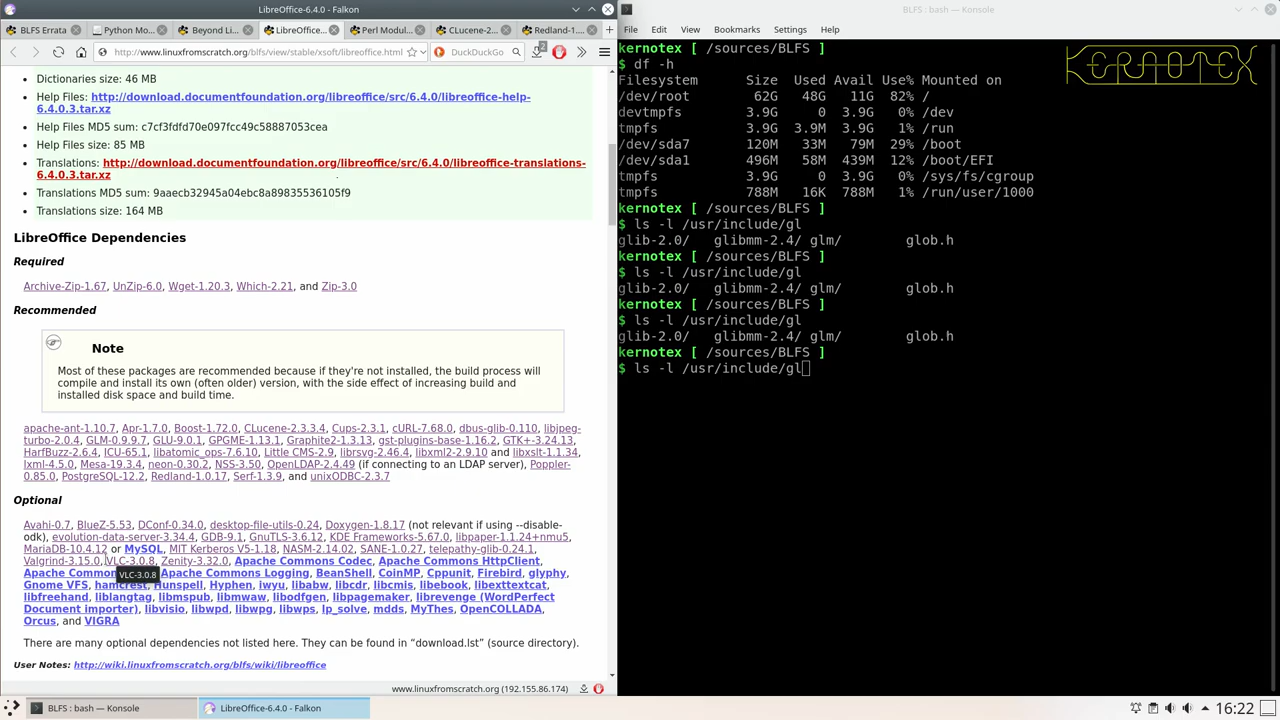 LibreOffice-6.4.0 - Falkon
BLFS Errata
Python Mo...
Beyond Li...
LibreOffice...
Perl Modul...
CLucene-2...
Redland-1....
http://www.linuxfromscratch.org/blfs/view/stable/xsoft/libreoffice.html
DuckDuckGo
2
Dictionaries size: 46 MB
Help Files: http://download.documentfoundation.org/libreoffice/src/6.4.0/libreoffice-help-
6.4.0.3.tar.xz
Help Files MD5 sum: c7cf3fdfd70e097fcc49c58887053cea
Help Files size: 85 MB
Translations: http://download.documentfoundation.org/libreoffice/src/6.4.0/libreoffice-translations-
6.4.0.3.tar.xz
Translations MD5 sum: 9aaecb32945a04ebc8a89835536105f9
Translations size: 164 MB
LibreOffice Dependencies
Required
Archive-Zip-1.67, UnZip-6.0, Wget-1.20.3, Which-2.21, and Zip-3.0
Recommended
Note
Most of these packages are recommended because if they're not installed, the build process will
compile and install its own (often older) version, with the side effect of increasing build and
installed disk space and build time.
apache-ant-1.10.7, Apr-1.7.0, Boost-1.72.0, CLucene-2.3.3.4, Cups-2.3.1, cURL-7.68.0, dbus-glib-0.110, libjpeg-
turbo-2.0.4, GLM-0.9.9.7, GLU-9.0.1, GPGME-1.13.1, Graphite2-1.3.13, gst-plugins-base-1.16.2, GTK+-3.24.13,
HarfBuzz-2.6.4, ICU-65.1, libatomic_ops-7.6.10, Little CMS-2.9, librsvg-2.46.4, libxml2-2.9.10 and libxslt-1.1.34,
lxml-4.5.0, Mesa-19.3.4, neon-0.30.2, NSS-3.50, OpenLDAP-2.4.49 (if connecting to an LDAP server), Poppler-
0.85.0, PostgreSQL-12.2, Redland-1.0.17, Serf-1.3.9, and unixODBC-2.3.7
Optional
Avahi-0.7, BlueZ-5.53, DConf-0.34.0, desktop-file-utils-0.24, Doxygen-1.8.17 (not relevant if using --disable-
odk), evolution-data-server-3.34.4, GDB-9.1, GnuTLS-3.6.12, KDE Frameworks-5.67.0, libpaper-1.1.24+nmu5,
MariaDB-10.4.12 or MySQL, MIT Kerberos V5-1.18, NASM-2.14.02, SANE-1.0.27, telepathy-glib-0.24.1,
Valgrind-3.15.0, VLC-3.0.8, Zenity-3.32.0, Apache Commons Codec, Apache Commons HttpClient,
Apache Common VLC-3.0.8 Apache Commons Logging, BeanShell, CoinMP, Cppunit, Firebird, glyphy,
Gnome VFS, hamcrest, Hunspell, Hyphen, iwyu, libabw, libcdr, libcmis, libebook, libexttextcat,
libfreehand, liblangtag, libmspub, libmwaw, libodfgen, libpagemaker, librevenge (WordPerfect
Document importer), libvisio, libwpd, libwpg, libwps, lp_solve, mdds, MyThes, OpenCOLLADA,
Orcus, and VIGRA
There are many optional dependencies not listed here. They can be found in “download.lst” (source directory).
User Notes: http://wiki.linuxfromscratch.org/blfs/wiki/libreoffice
www.linuxfromscratch.org (192.155.86.174)
BLFS : bash — Konsole
File Edit View Bookmarks Settings Help
KERNOTEX
kernotex [ /sources/BLFS ]
$ df -h
Filesystem Size Used Avail Use% Mounted on
/dev/root 62G 48G 11G 82% /
devtmpfs 3.9G 0 3.9G 0% /dev
tmpfs 3.9G 3.9M 3.9G 1% /run
/dev/sda7 120M 33M 79M 29% /boot
/dev/sda1 496M 58M 439M 12% /boot/EFI
tmpfs 3.9G 0 3.9G 0% /sys/fs/cgroup
tmpfs 788M 16K 788M 1% /run/user/1000
kernotex [ /sources/BLFS ]
$ ls -l /usr/include/gl
glib-2.0/ glibmm-2.4/ glm/ glob.h
kernotex [ /sources/BLFS ]
$ ls -l /usr/include/gl
glib-2.0/ glibmm-2.4/ glm/ glob.h
kernotex [ /sources/BLFS ]
$ ls -l /usr/include/gl
glib-2.0/ glibmm-2.4/ glm/ glob.h
kernotex [ /sources/BLFS ]
$ ls -l /usr/include/gl
BLFS : bash — Konsole
LibreOffice-6.4.0 - Falkon
16:22